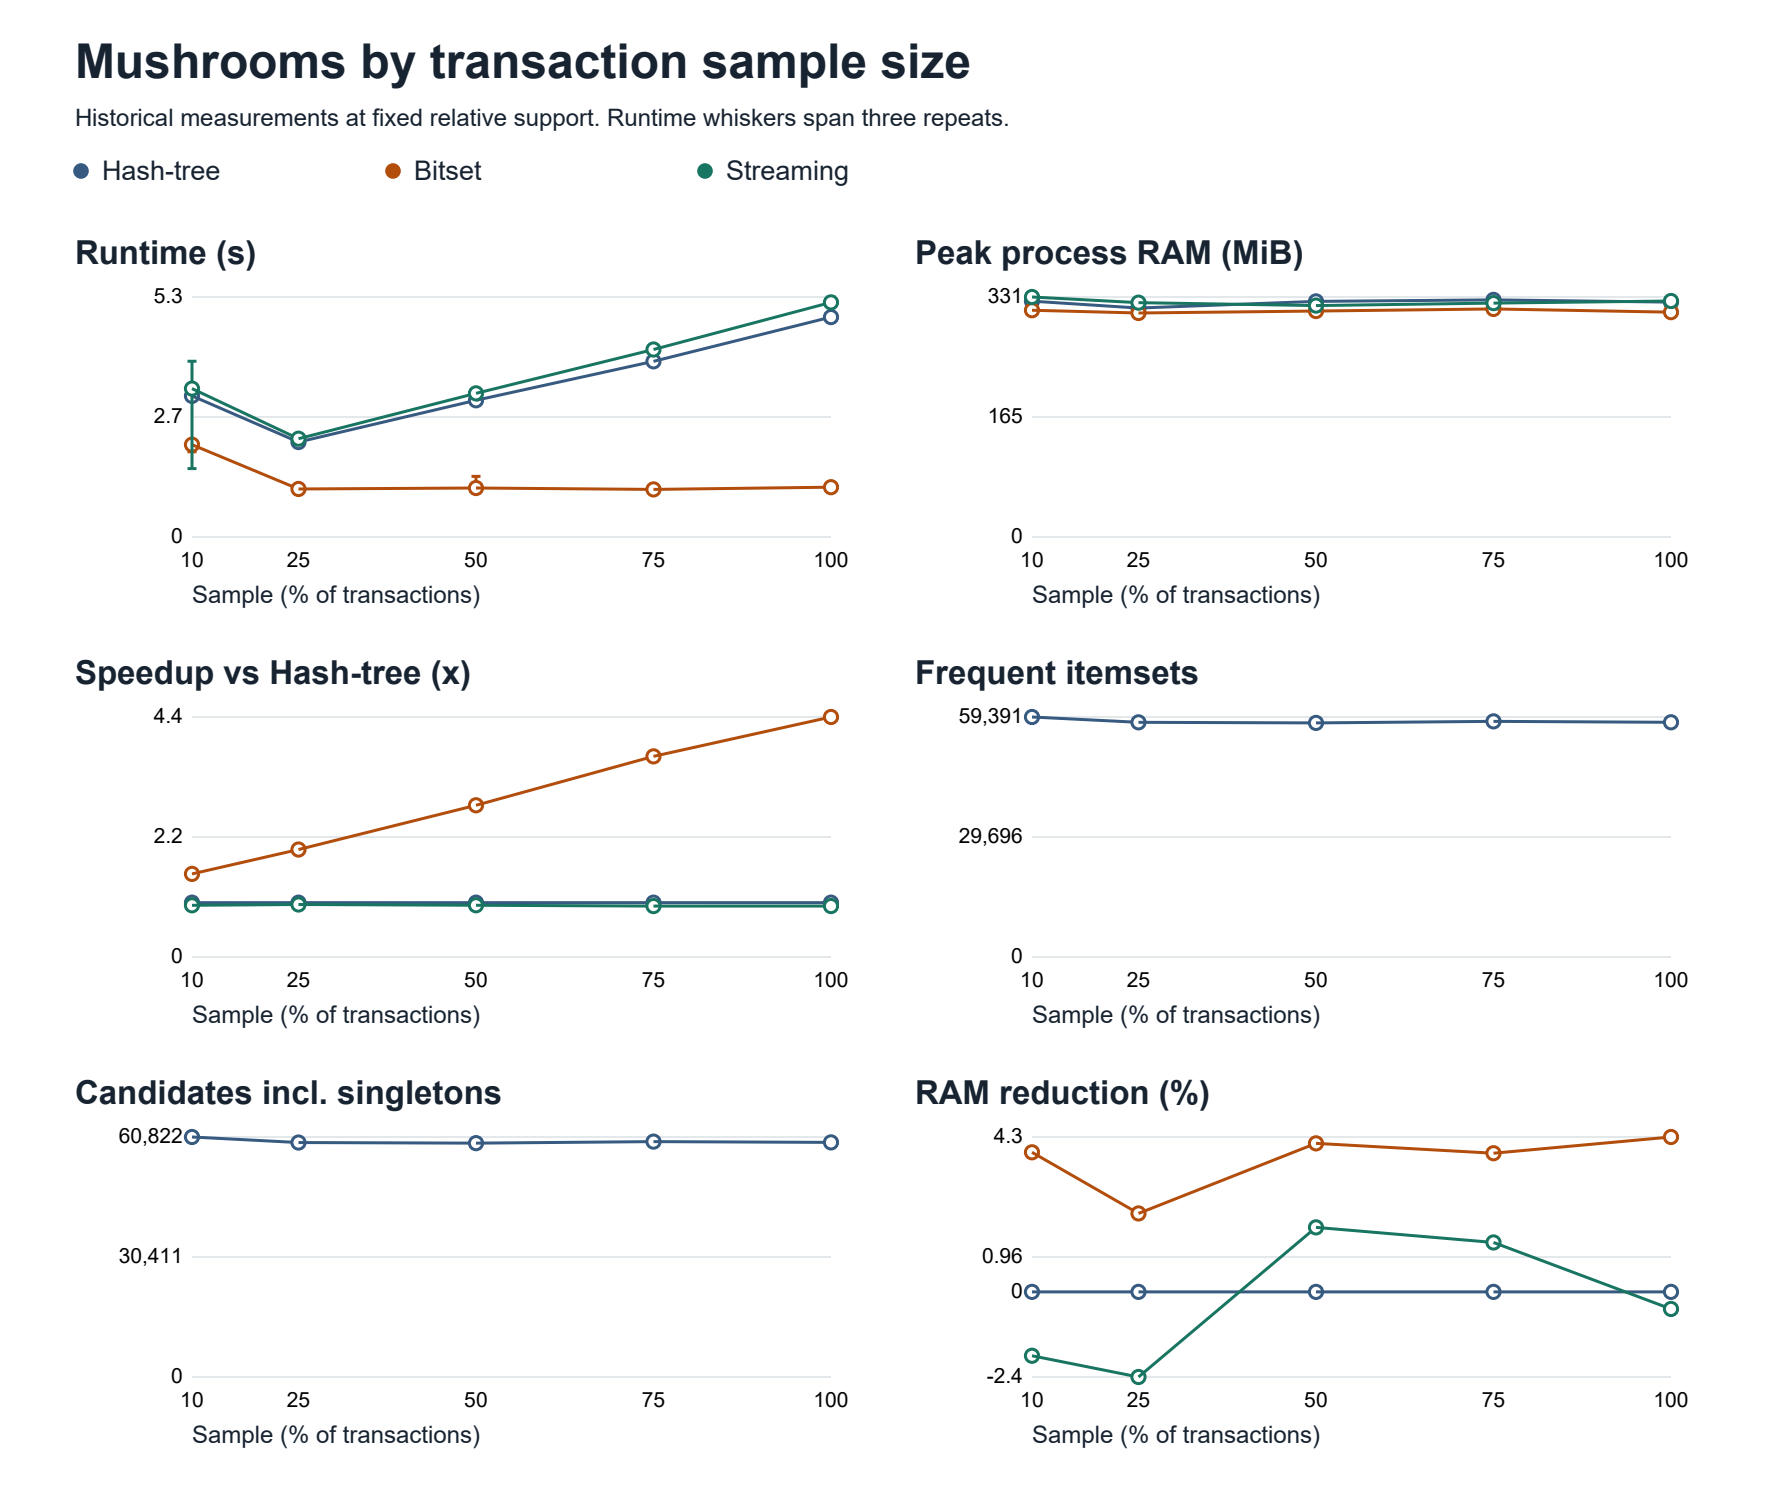 Mushrooms by transaction sample size
Historical measurements at fixed relative support. Runtime whiskers span three repeats.
Hash-tree Bitset Streaming
Runtime (s)
5.3
2.7
0
10 25 50 75 100
Sample (% of transactions)
Peak process RAM (MiB)
331
165
0
10 25 50 75 100
Sample (% of transactions)
Speedup vs Hash-tree (x)
4.4
2.2
0
10 25 50 75 100
Sample (% of transactions)
Frequent itemsets
59,391
29,696
0
10 25 50 75 100
Sample (% of transactions)
Candidates incl. singletons
60,822
30,411
0
10 25 50 75 100
Sample (% of transactions)
RAM reduction (%)
4.3
0.96
0
-2.4
10 25 50 75 100
Sample (% of transactions)